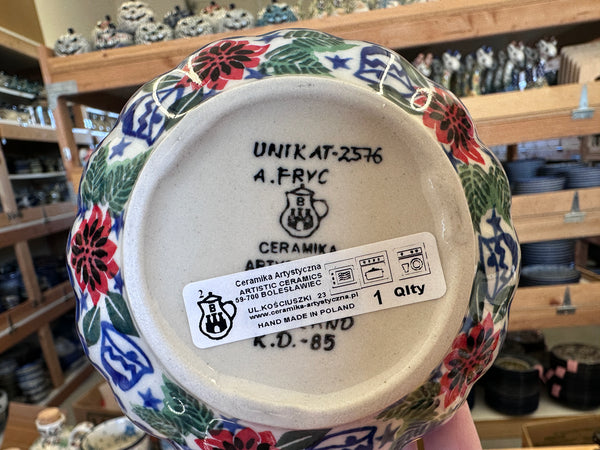 UNIKAT-2576
A. FRYC
B
CERAMIKA
Ceramika Artystyczna
ARTISTIC CERAMICS
59-700 BOLESŁAWIEC
UL.KOŚCIUSZKI 23
www.ceramika-artystyczna.pl
HAND MADE IN POLAND
2
B
1 Qlty
K.D.-85